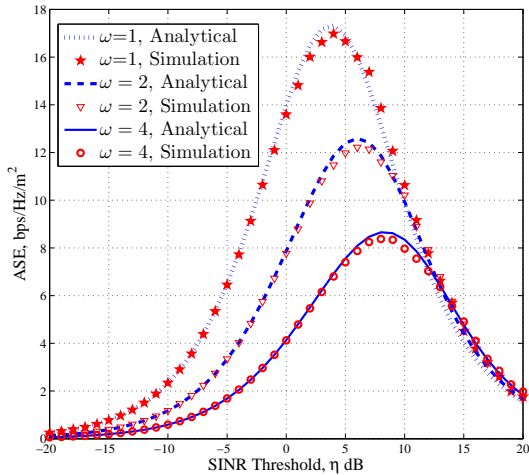 18
16
14
12
10
8
6
4
2
0
ω=1, Analytical
ω=1, Simulation
ω = 2, Analytical
ω = 2, Simulation
ω = 4, Analytical
ω = 4, Simulation
ASE, bps/Hz/m²
−20 −15 −10 −5 0 5 10 15 20
SINR Threshold, η dB